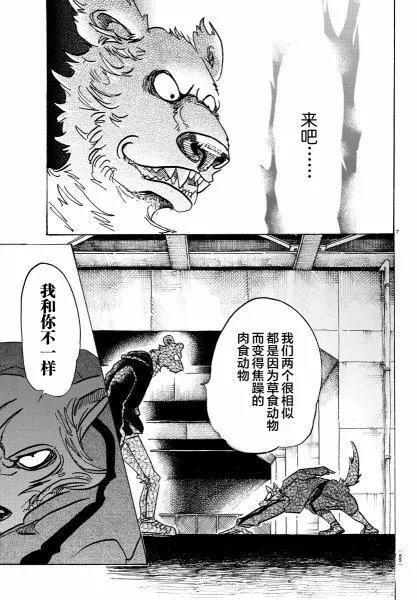 来吧……
我们两个很相似
都是因为草食动物
而变得焦躁的
肉食动物
我和你不一样
7